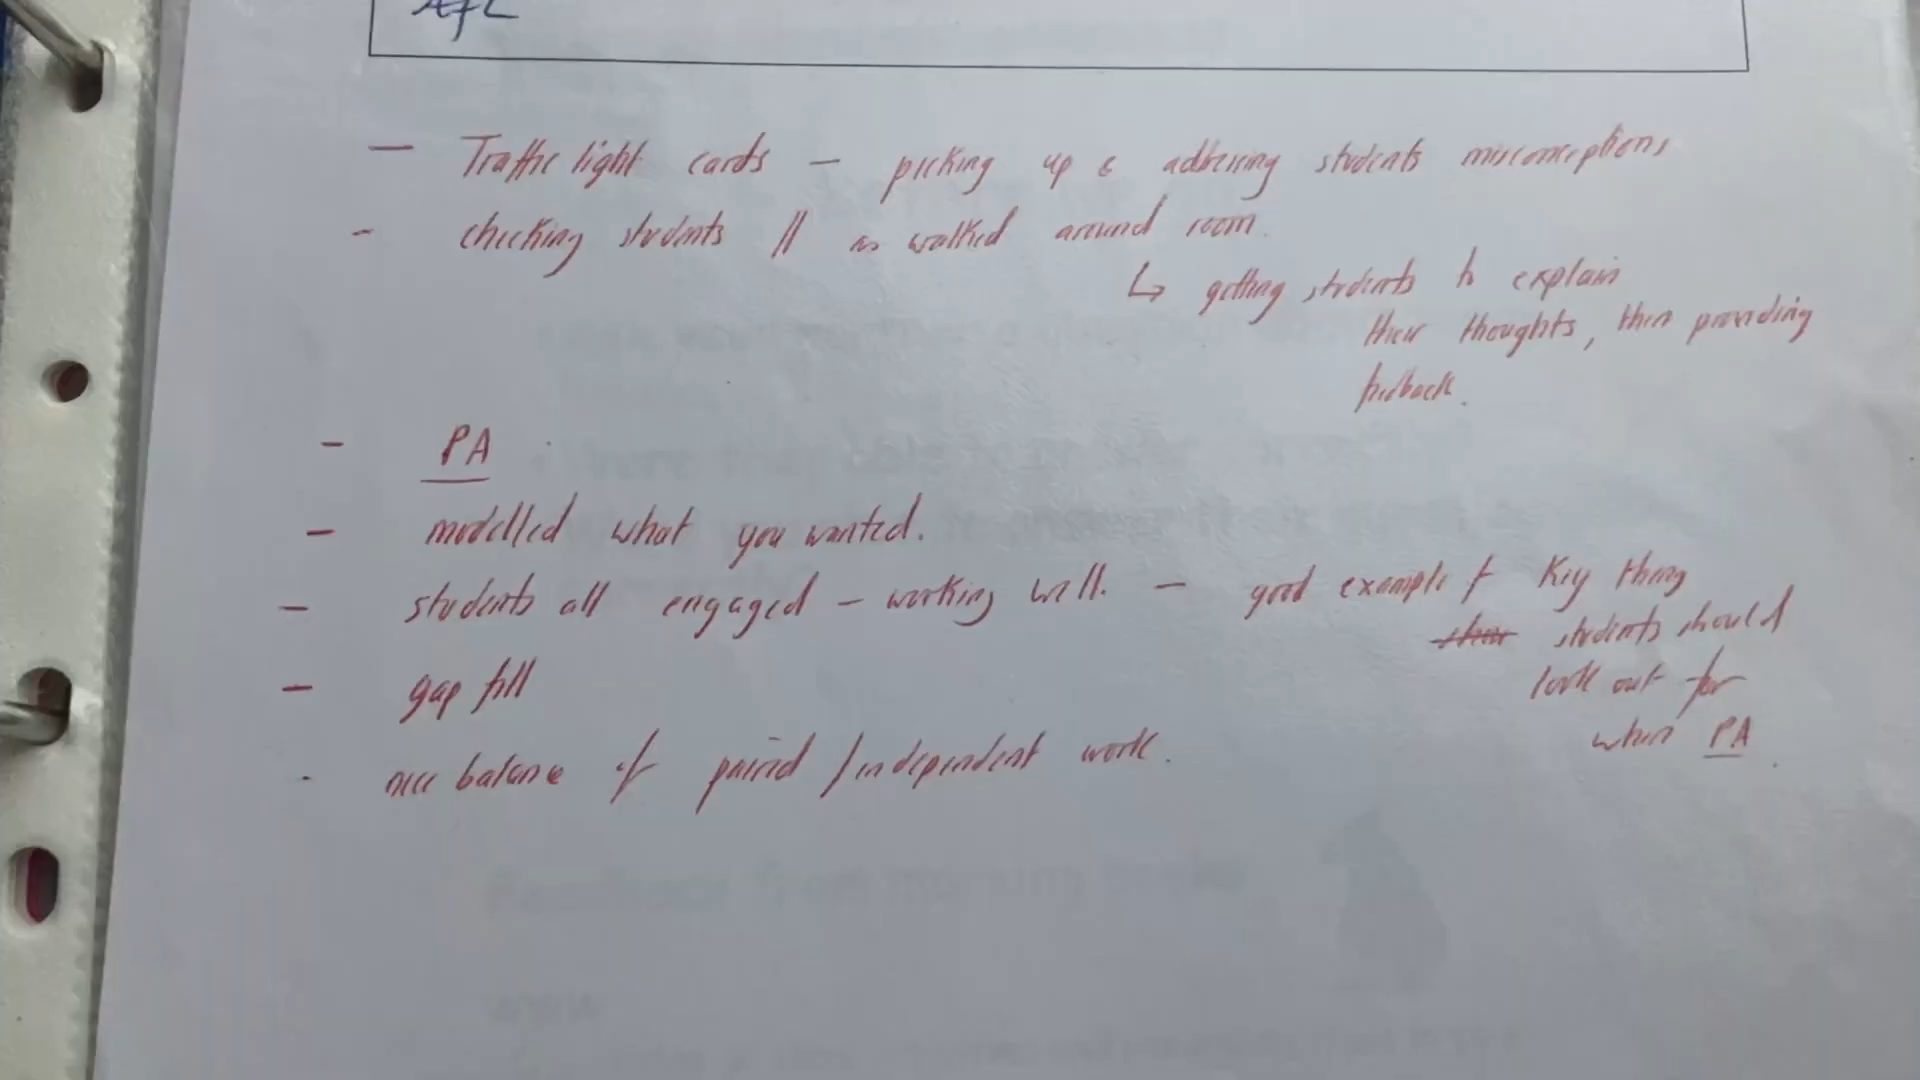 AfL
- Traffic light cards - picking up & addressing students misconceptions
- checking students // as walked around room.
↳ getting students to explain
their thoughts, then providing
feedback.
- PA
- modelled what you wanted.
- students all engaged - working well. - good example of key thing
students should
look out for
when PA.
- gap fill
- nice balance of paired / independent work.